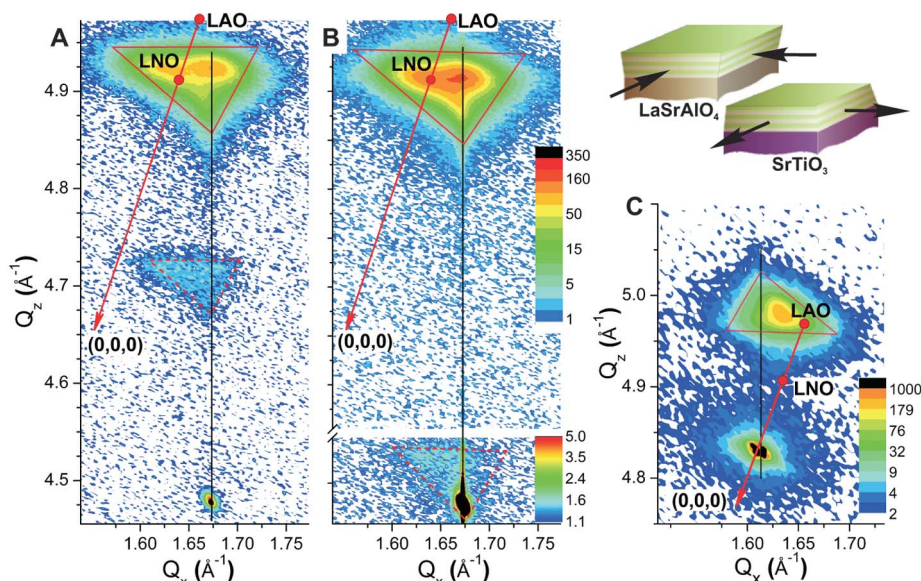 A
LAO
LNO
4.9
4.8
4.7
4.6
4.5
Qz (Å⁻¹)
(0,0,0)
1.60 1.65 1.70
Qx (Å⁻¹)
B
LAO
LNO
(0,0,0)
350
160
50
15
5
1
5.0
3.5
2.4
1.6
1.1
1.60 1.65 1.70
Qx (Å⁻¹)
LaSrAlO₄
SrTiO₃
C
LAO
LNO
5.0
4.9
4.8
Qz (Å⁻¹)
(0,0,0)
1000
179
76
32
9
4
2
1.60 1.65 1.70
Qx (Å⁻¹)